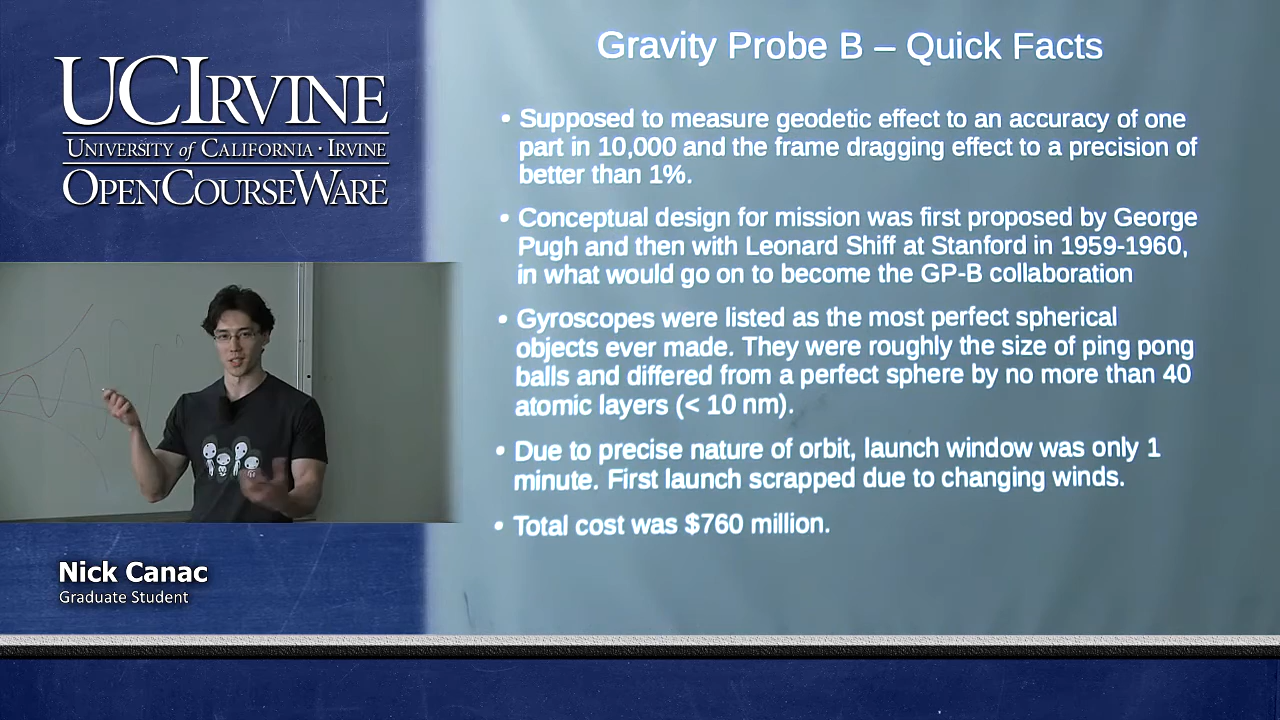 UCIRVINE
UNIVERSITY of CALIFORNIA · IRVINE
OPENCOURSEWARE
Nick Canac
Graduate Student
Gravity Probe B – Quick Facts
• Supposed to measure geodetic effect to an accuracy of one
part in 10,000 and the frame dragging effect to a precision of
better than 1%.
• Conceptual design for mission was first proposed by George
Pugh and then with Leonard Shiff at Stanford in 1959-1960,
in what would go on to become the GP-B collaboration
• Gyroscopes were listed as the most perfect spherical
objects ever made. They were roughly the size of ping pong
balls and differed from a perfect sphere by no more than 40
atomic layers (< 10 nm).
• Due to precise nature of orbit, launch window was only 1
minute. First launch scrapped due to changing winds.
• Total cost was $760 million.